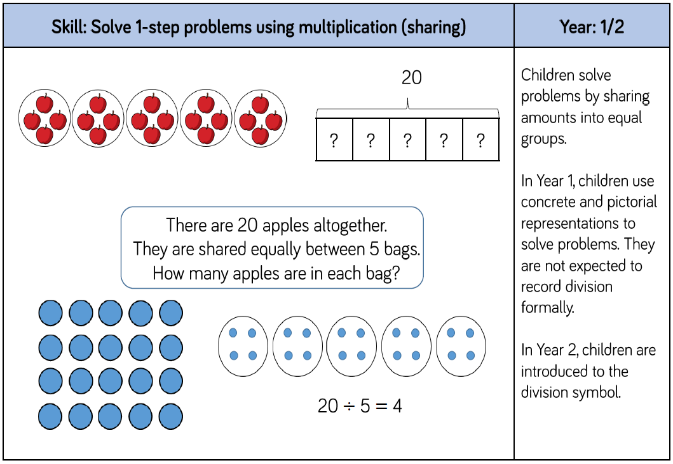 Skill: Solve 1-step problems using multiplication (sharing)
Year: 1/2
20
? ? ? ? ?
There are 20 apples altogether.
They are shared equally between 5 bags.
How many apples are in each bag?
20 ÷ 5 = 4
Children solve
problems by sharing
amounts into equal
groups.
In Year 1, children use
concrete and pictorial
representations to
solve problems. They
are not expected to
record division
formally.
In Year 2, children are
introduced to the
division symbol.